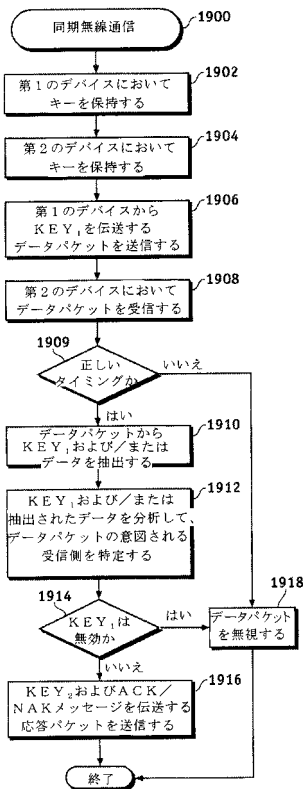 1900
同期無線通信
1902
第1のデバイスにおいて
キーを保持する
1904
第2のデバイスにおいて
キーを保持する
1906
第1のデバイスから
KEY₁を伝送する
データパケットを送信する
1908
第2のデバイスにおいて
データパケットを受信する
1909
正しい
タイミングか
いいえ
はい
1910
データパケットから
KEY₁および/または
データを抽出する
1912
KEY₁および/または
抽出されたデータを分析して、
データパケットの意図される
受信側を特定する
1914
KEY₁は
無効か
はい
1918
データパケット
を無視する
いいえ
1916
KEY₂およびACK/
NAKメッセージを伝送する
応答パケットを送信する
終了